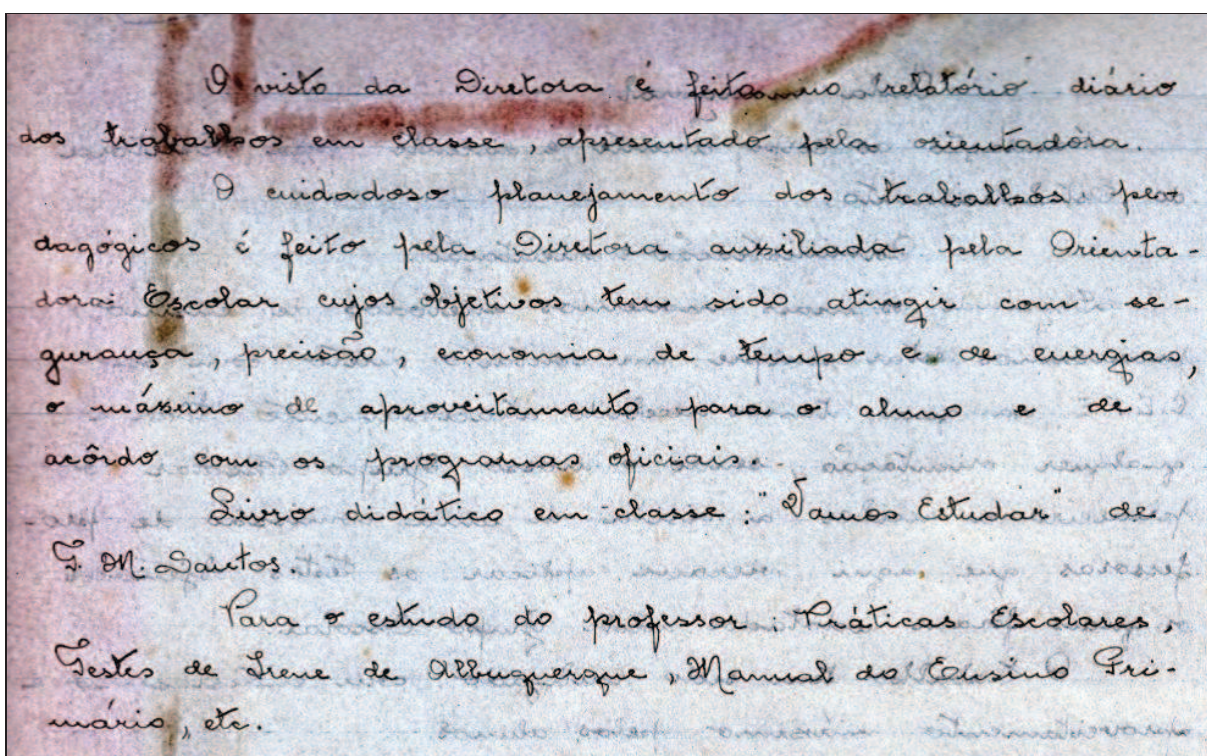 O visto da Diretora é feito num relatório diário
dos trabalhos em classe, apresentado pela orientadora.
O cuidadoso planejamento dos trabalhos pe-
dagógicos é feito pela Diretora auxiliada pela Orienta-
dora Escolar cujos objetivos tem sido atingir com se-
gurança, precisão, economia de tempo e de energias,
o máximo de aproveitamento para o aluno e de
acôrdo com os programas oficiais.
Livro didático em classe: "Vamos Estudar" de
T. M. Santos.
Para o estudo do professor: Práticas Escolares,
Testes de Irene de Albuquerque, Manual do Ensino Pri-
mário, etc.